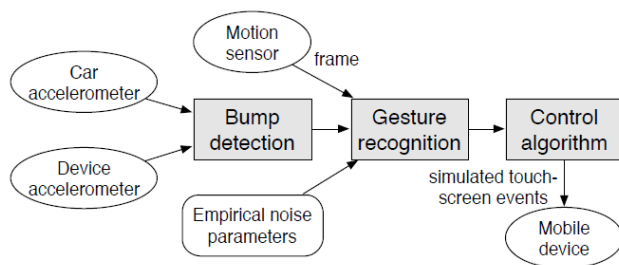 Motion
sensor
frame
Car
accelerometer
Bump
detection
Gesture
recognition
Control
algorithm
Device
accelerometer
simulated touch-
screen events
Empirical noise
parameters
Mobile
device